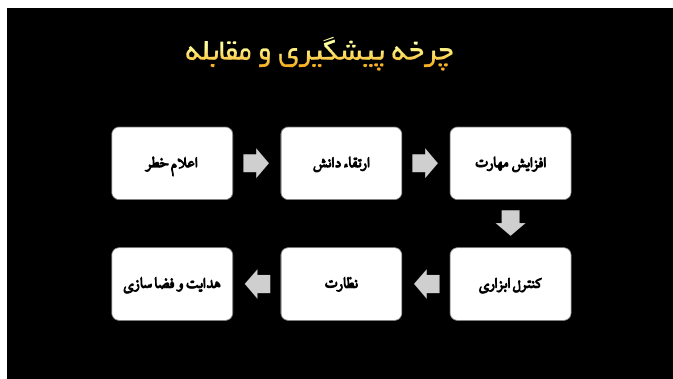 چرخه پیشگیری و مقابله
اعلام خطر
ارتقاء دانش
افزایش مهارت
کنترل ابزاری
نظارت
هدایت و فضا سازی